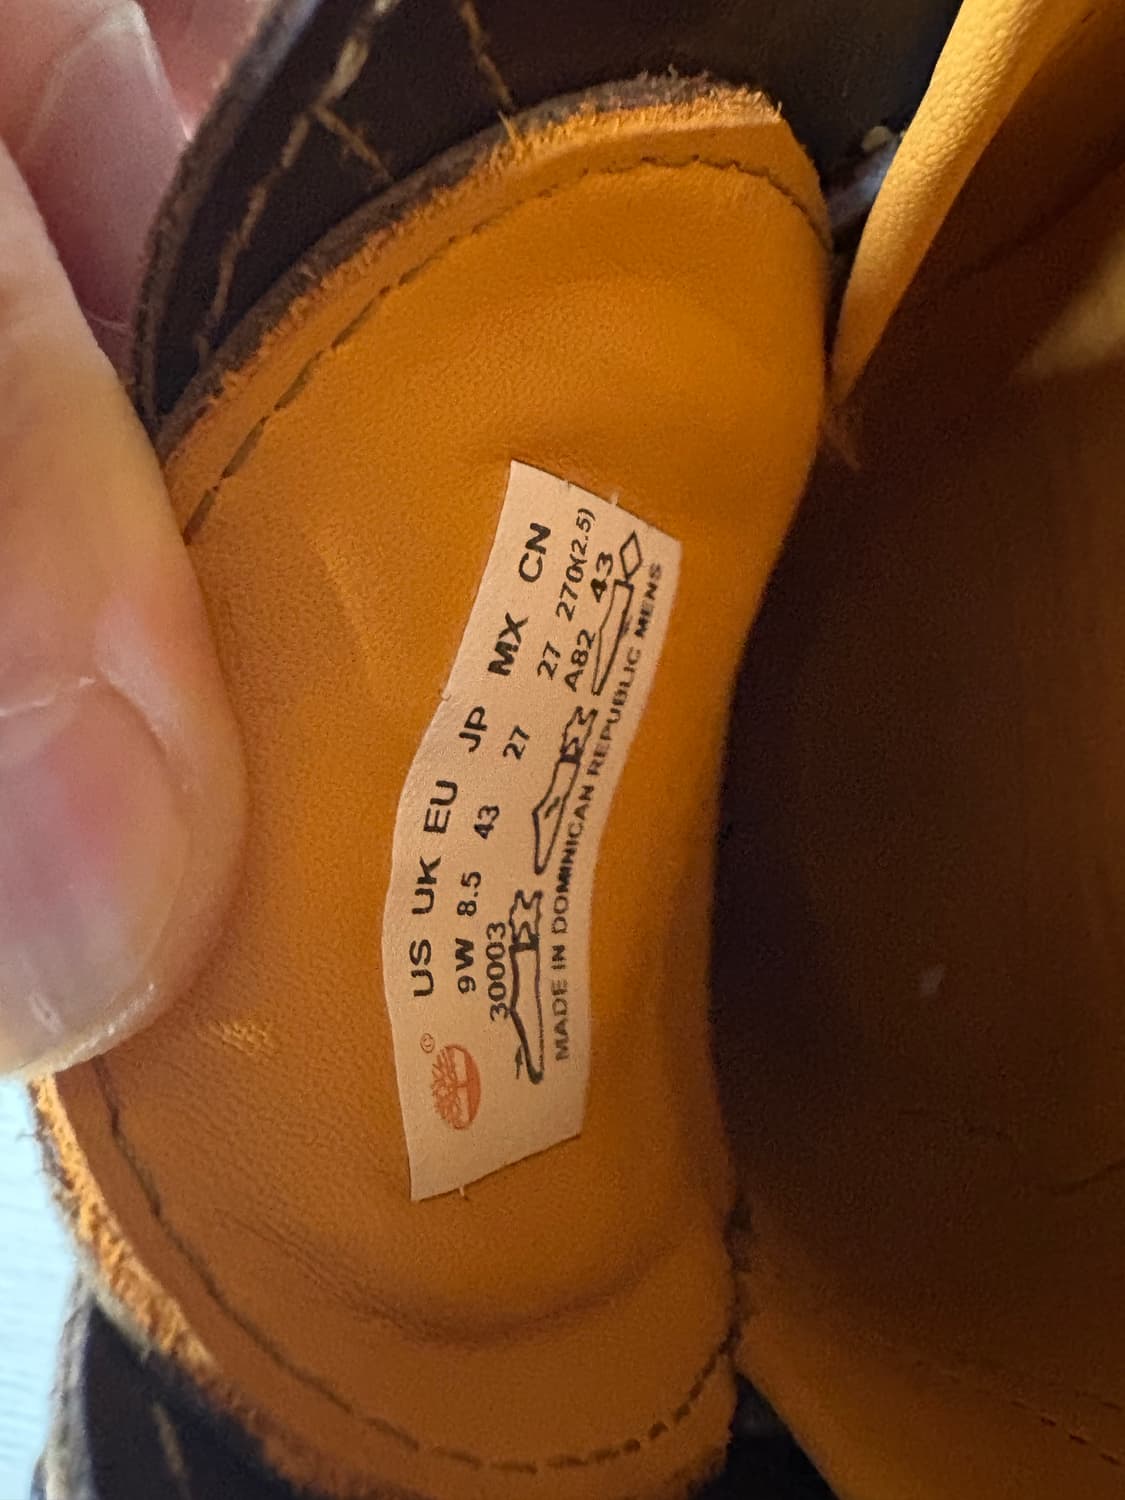 ©
US UK EU JP MX CN
9W 8.5 43 27 27 270(2.5)
30003 A82 43
MADE IN DOMINICAN REPUBLIC MENS